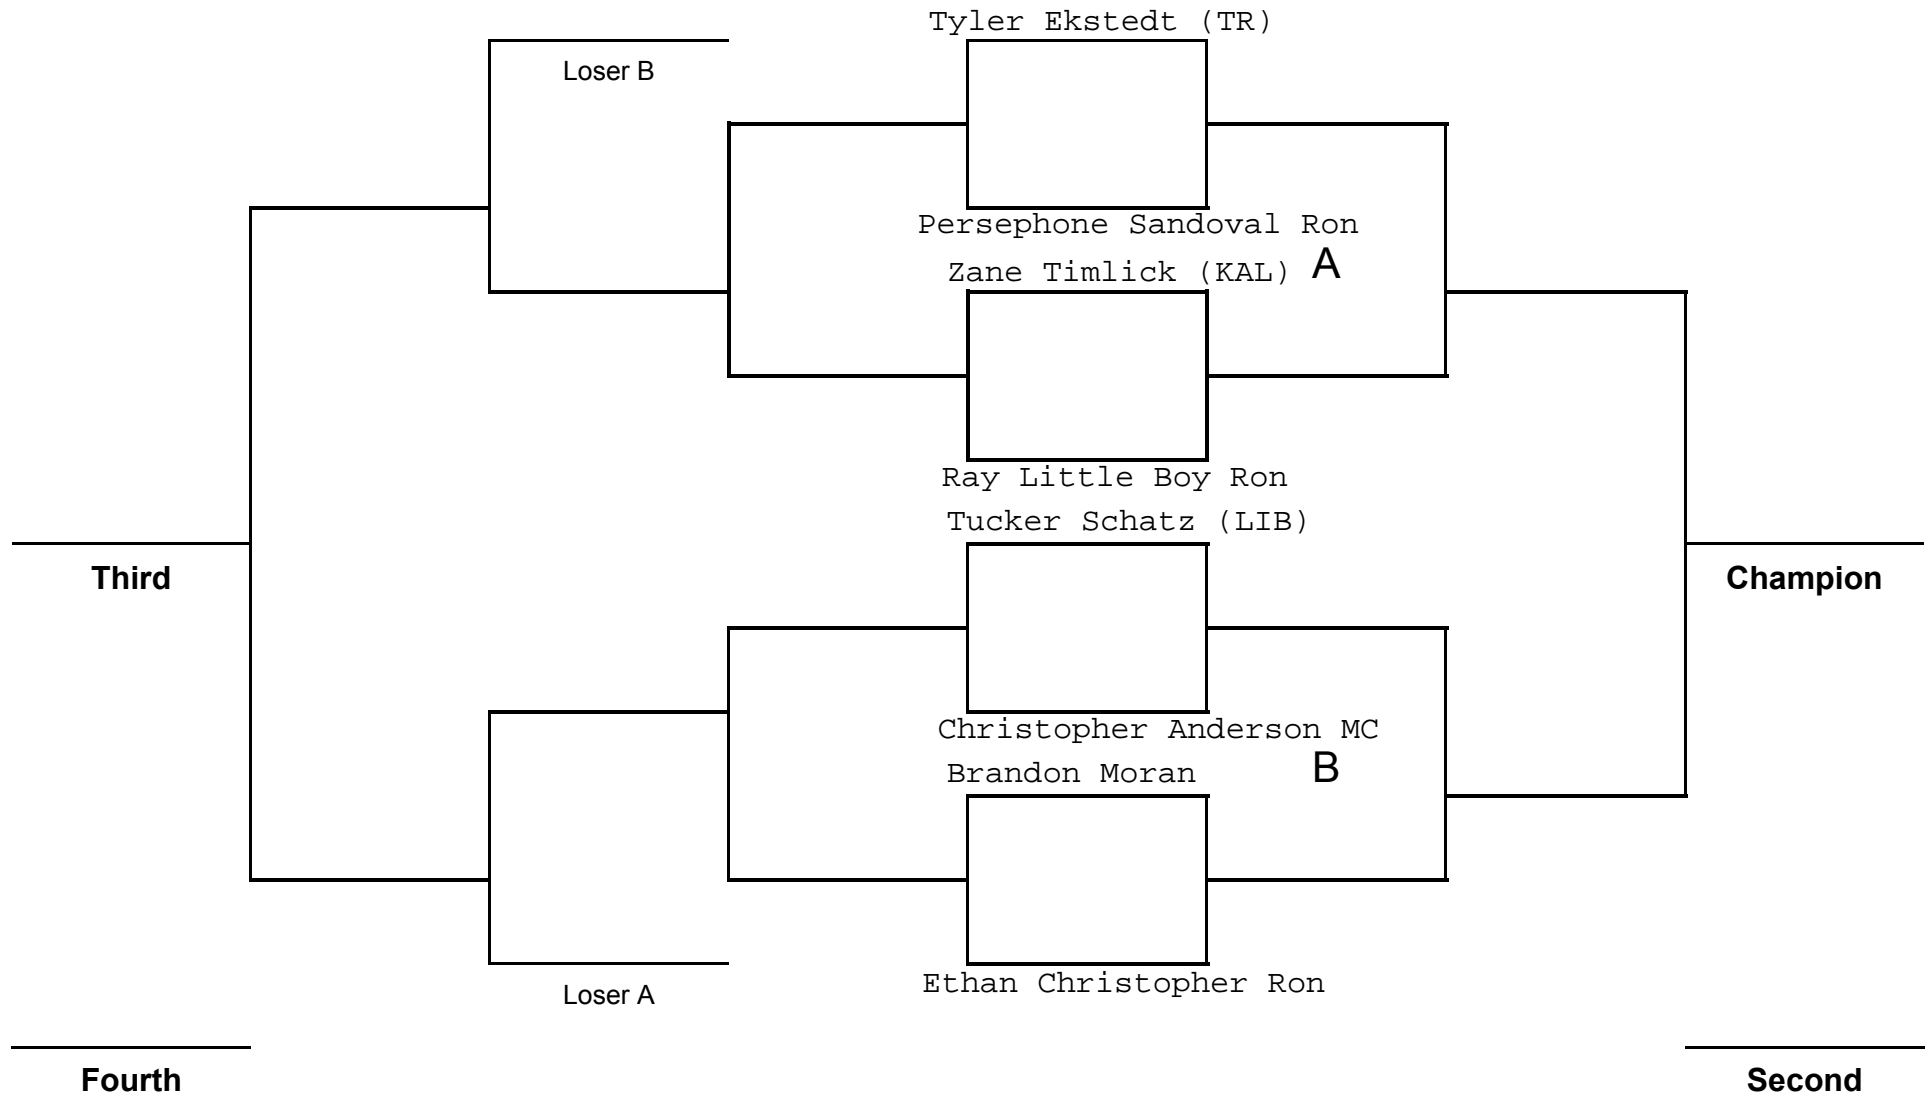 Tyler Ekstedt (TR)
Loser B
Persephone Sandoval Ron
Zane Timlick (KAL) A
Ray Little Boy Ron
Tucker Schatz (LIB)
Third
Champion
Christopher Anderson MC
Brandon Moran B
Ethan Christopher Ron
Loser A
Fourth
Second